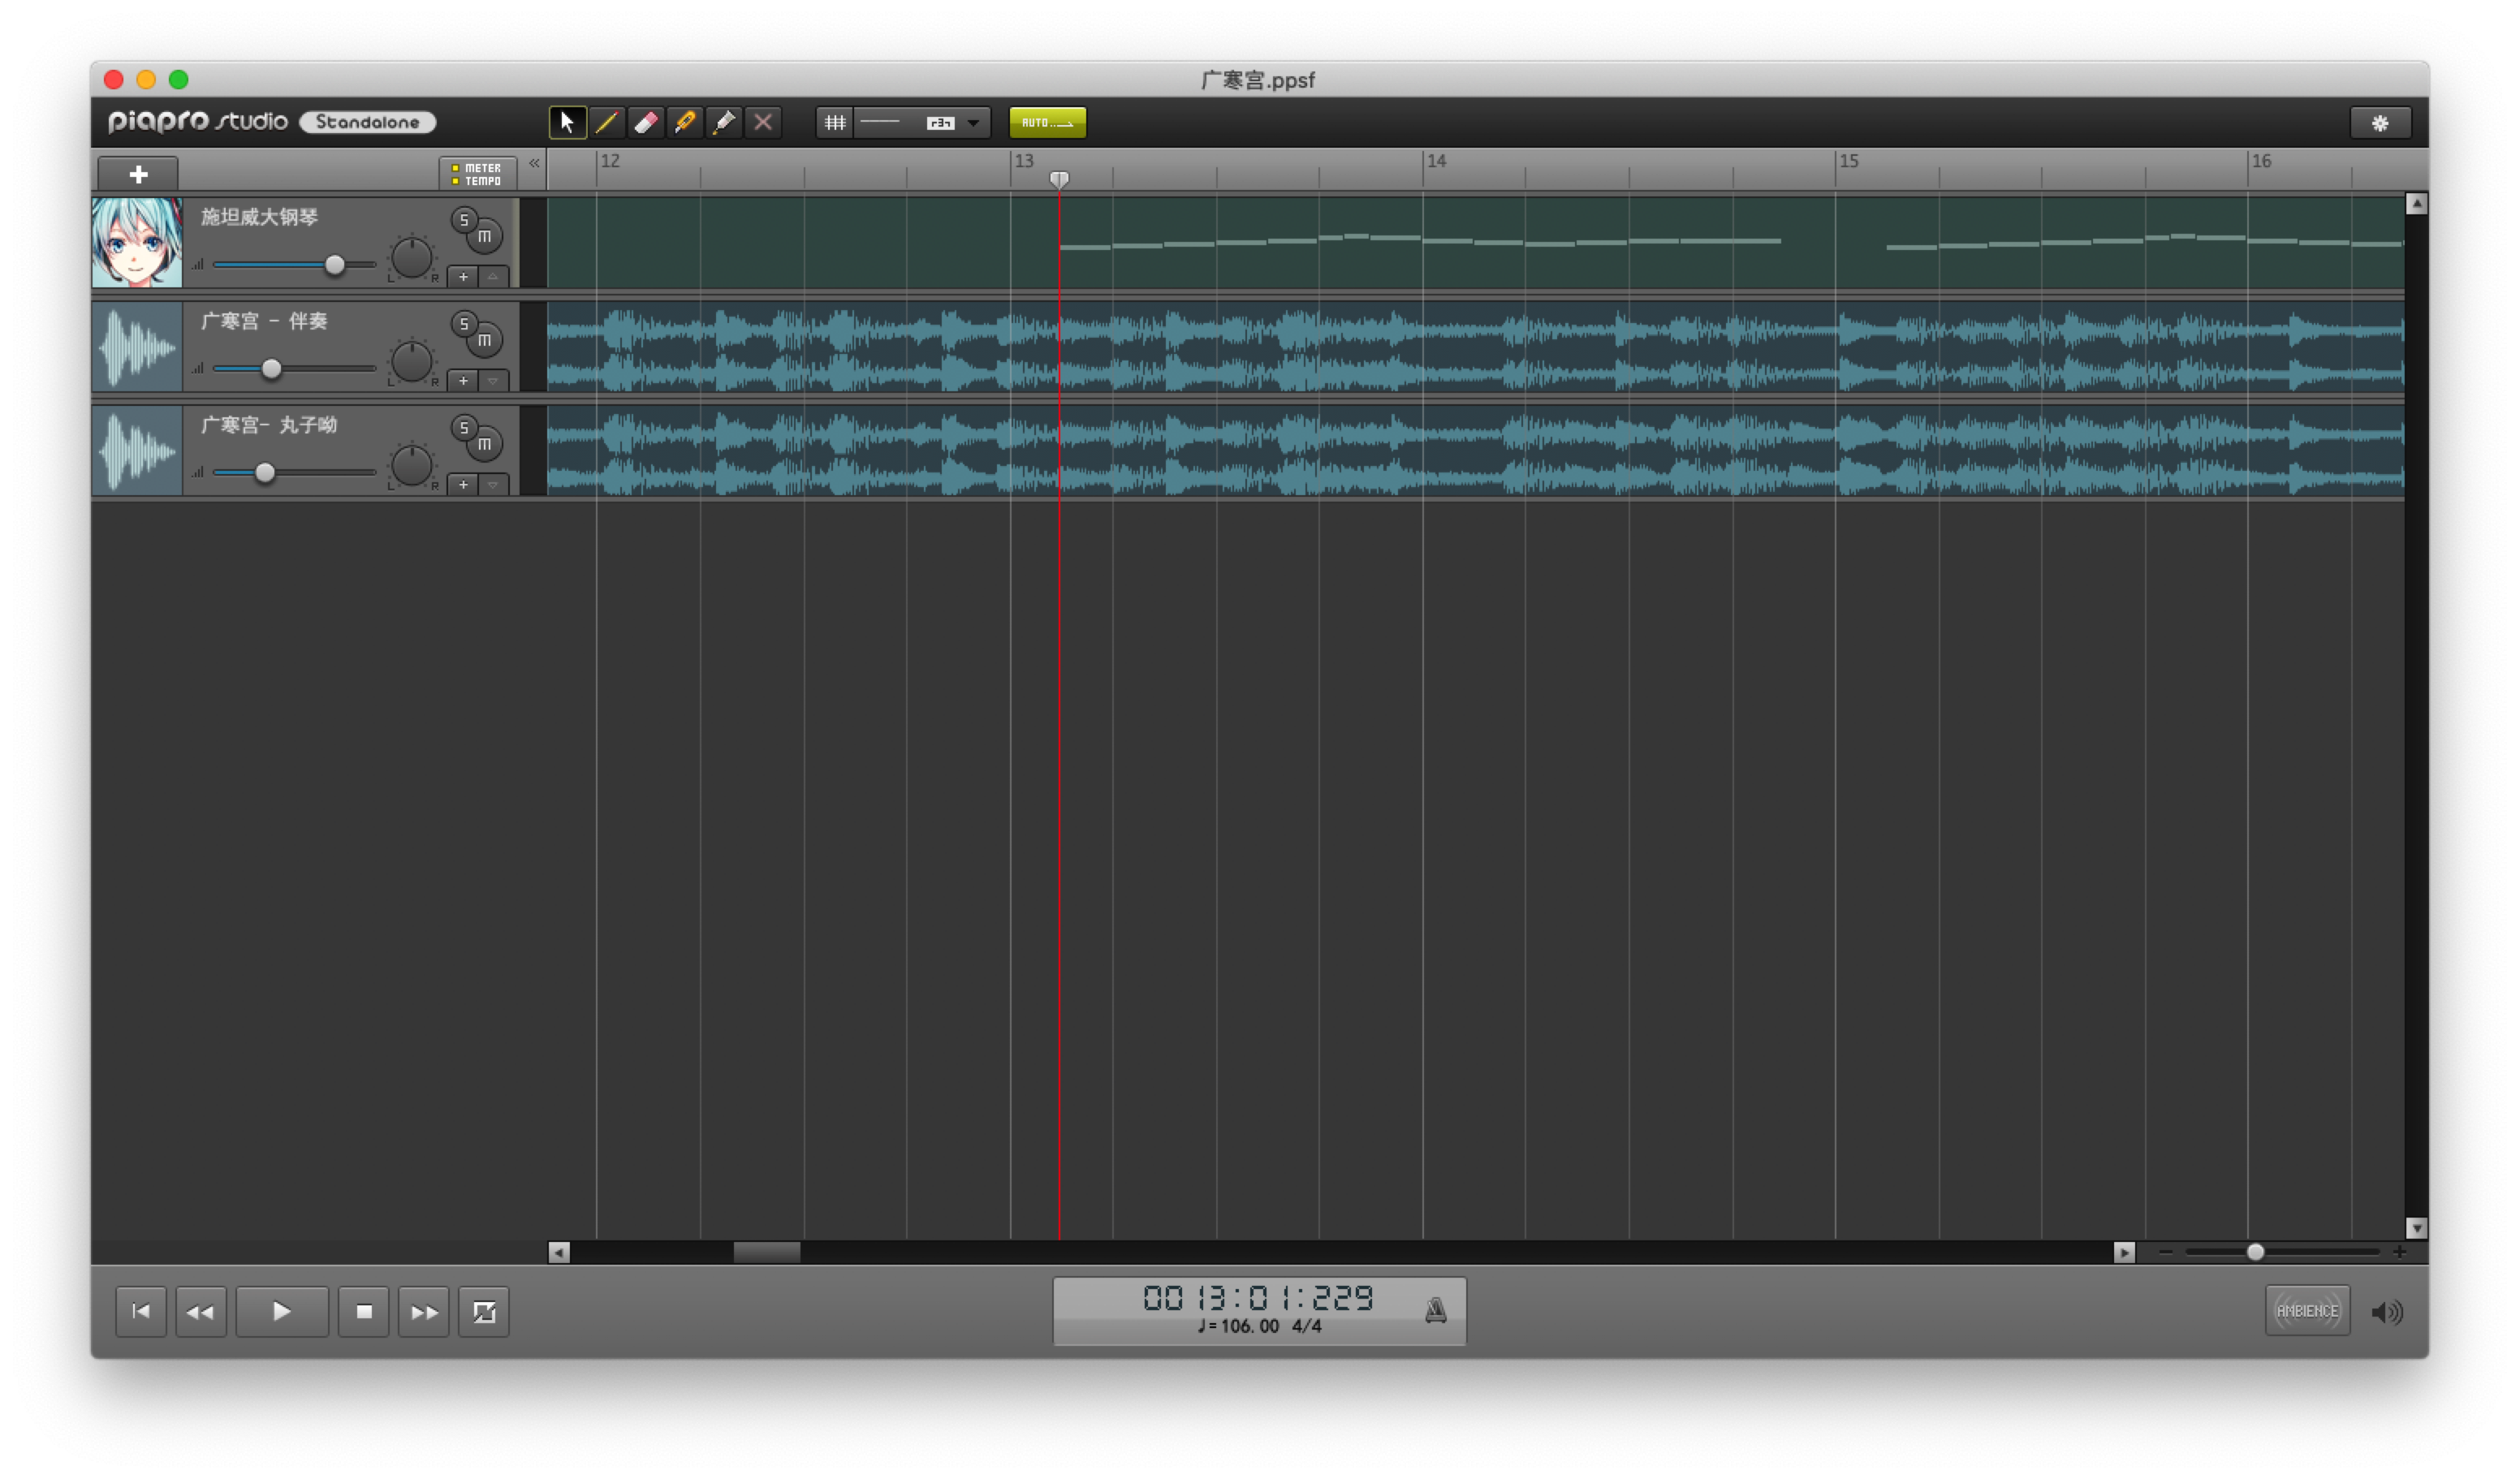 广寒宫.ppsf
piapro studio Standalone
AUTO
METER
TEMPO
12 13 14 15 16
施坦威大钢琴
S
m
L R
广寒宫 - 伴奏
S
m
L R
广寒宫- 丸子呦
S
m
L R
0013:01:229
♩=106.00 4/4
AMBIENCE